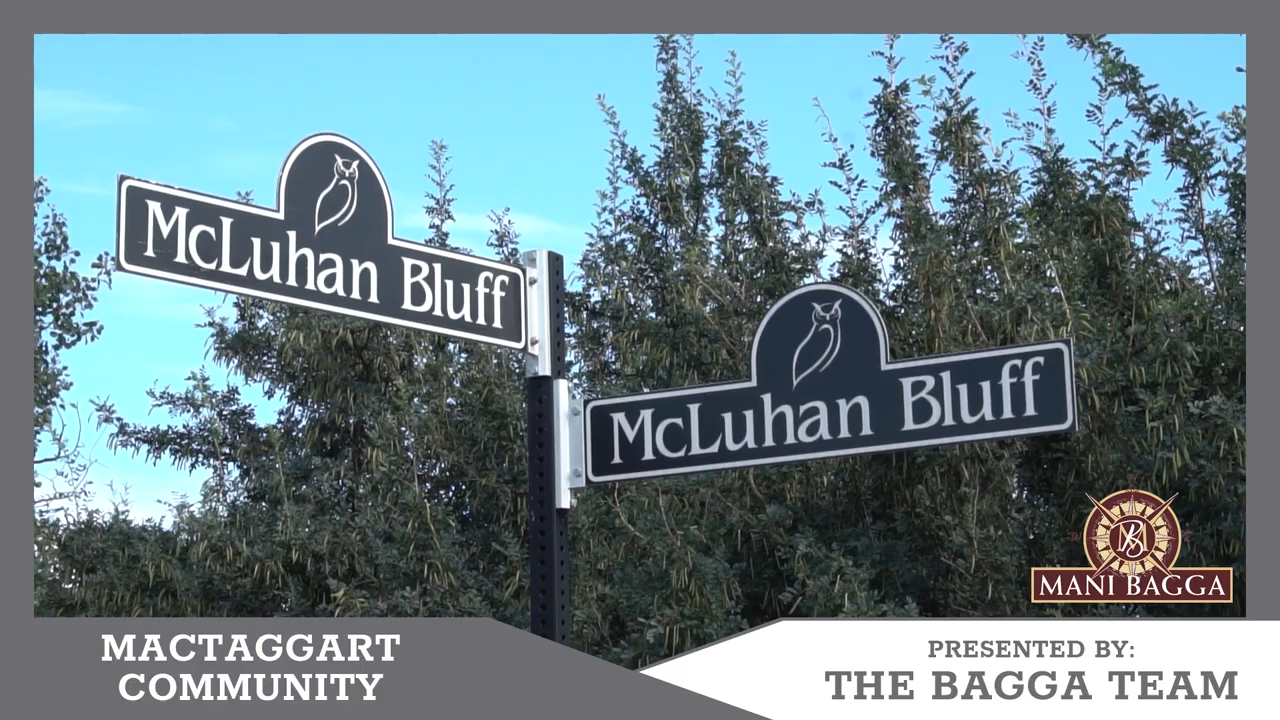 McLuhan Bluff
McLuhan Bluff
MANI BAGGA
MACTAGGART
COMMUNITY
PRESENTED BY:
THE BAGGA TEAM